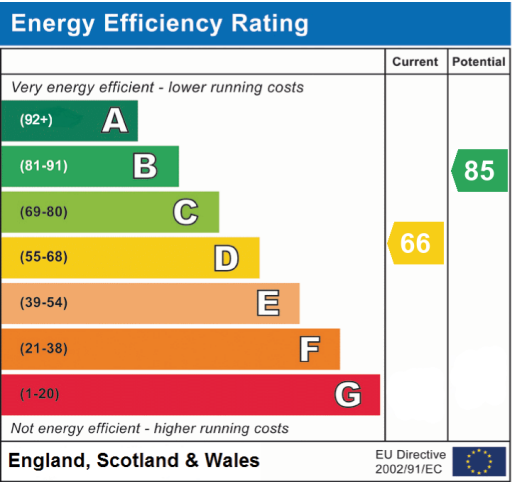 Energy Efficiency Rating
Current Potential
Very energy efficient - lower running costs
(92+) A
(81-91) B
85
(69-80) C
66
(55-68) D
(39-54) E
(21-38) F
(1-20) G
Not energy efficient - higher running costs
England, Scotland & Wales
EU Directive
2002/91/EC